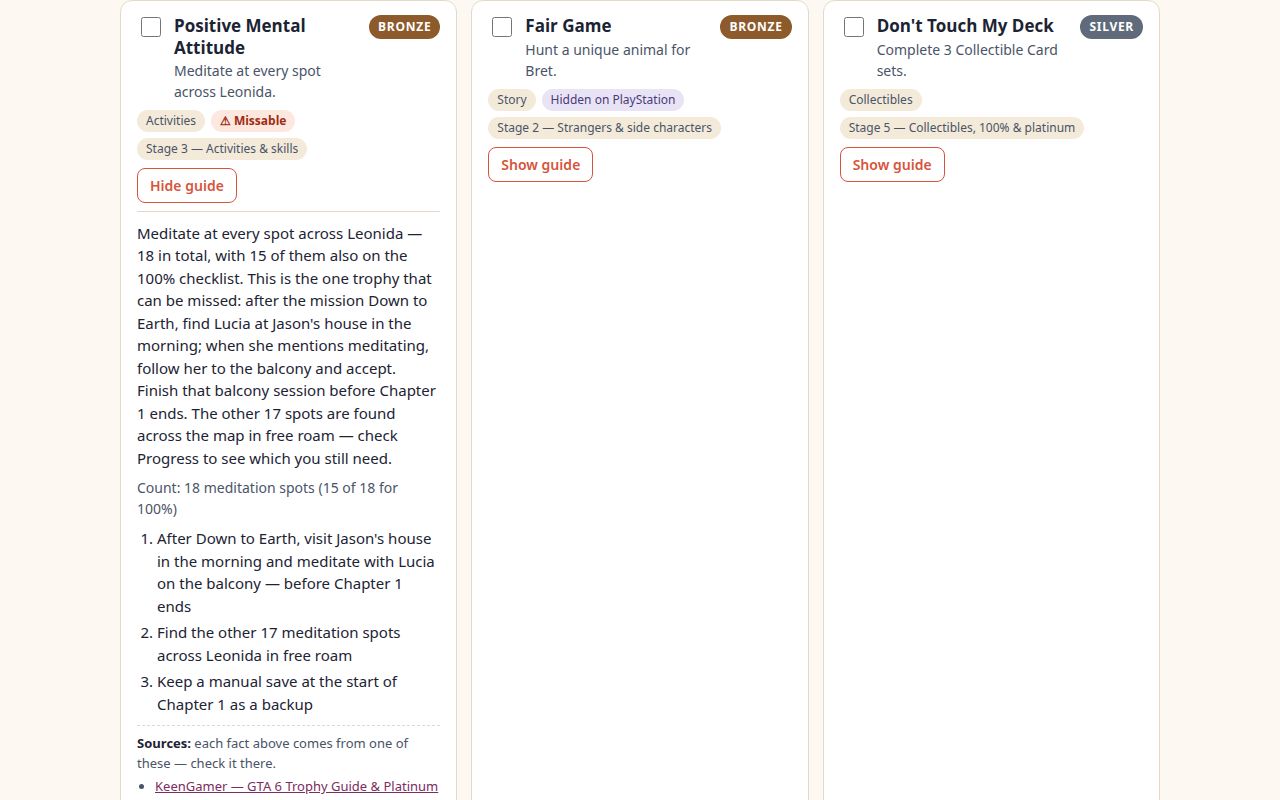 Positive Mental
Attitude
BRONZE
Meditate at every spot
across Leonida.
Activities
⚠ Missable
Stage 3 — Activities & skills
Hide guide
Meditate at every spot across Leonida —
18 in total, with 15 of them also on the
100% checklist. This is the one trophy that
can be missed: after the mission Down to
Earth, find Lucia at Jason's house in the
morning; when she mentions meditating,
follow her to the balcony and accept.
Finish that balcony session before Chapter
1 ends. The other 17 spots are found
across the map in free roam — check
Progress to see which you still need.
Count: 18 meditation spots (15 of 18 for
100%)
1. After Down to Earth, visit Jason's house
in the morning and meditate with Lucia
on the balcony — before Chapter 1
ends
2. Find the other 17 meditation spots
across Leonida in free roam
3. Keep a manual save at the start of
Chapter 1 as a backup
Sources: each fact above comes from one of
these — check it there.
• KeenGamer — GTA 6 Trophy Guide & Platinum
Fair Game
BRONZE
Hunt a unique animal for
Bret.
Story
Hidden on PlayStation
Stage 2 — Strangers & side characters
Show guide
Don't Touch My Deck
SILVER
Complete 3 Collectible Card
sets.
Collectibles
Stage 5 — Collectibles, 100% & platinum
Show guide